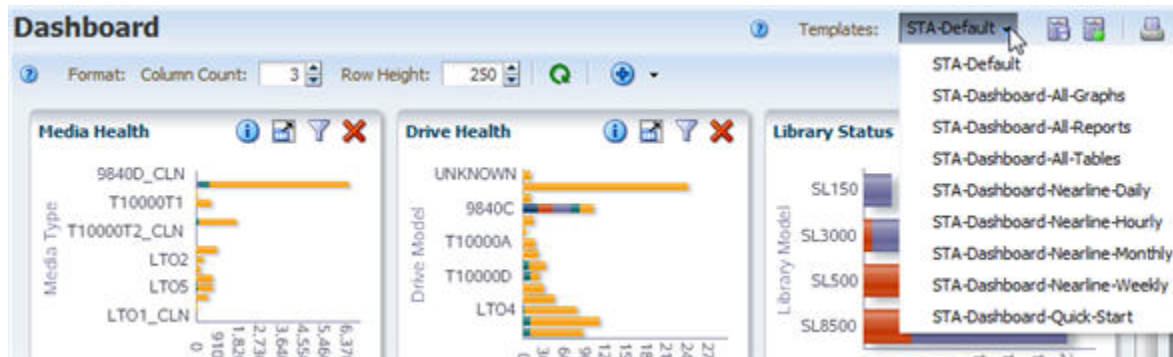 Dashboard
Templates: STA-Default
Format: Column Count: 3 Row Height: 250
STA-Default
STA-Dashboard-All-Graphs
STA-Dashboard-All-Reports
STA-Dashboard-All-Tables
STA-Dashboard-Nearline-Daily
STA-Dashboard-Nearline-Hourly
STA-Dashboard-Nearline-Monthly
STA-Dashboard-Nearline-Weekly
STA-Dashboard-Quick-Start
Media Health
Media Type
9840D_CLN
T10000T1
T10000T2_CLN
LTO2
LTO5
LTO1_CLN
0
Drive Health
Drive Model
UNKNOWN
9840C
T10000A
T10000D
LTO4
Library Status
Library Model
SL150
SL3000
SL500
SL8500